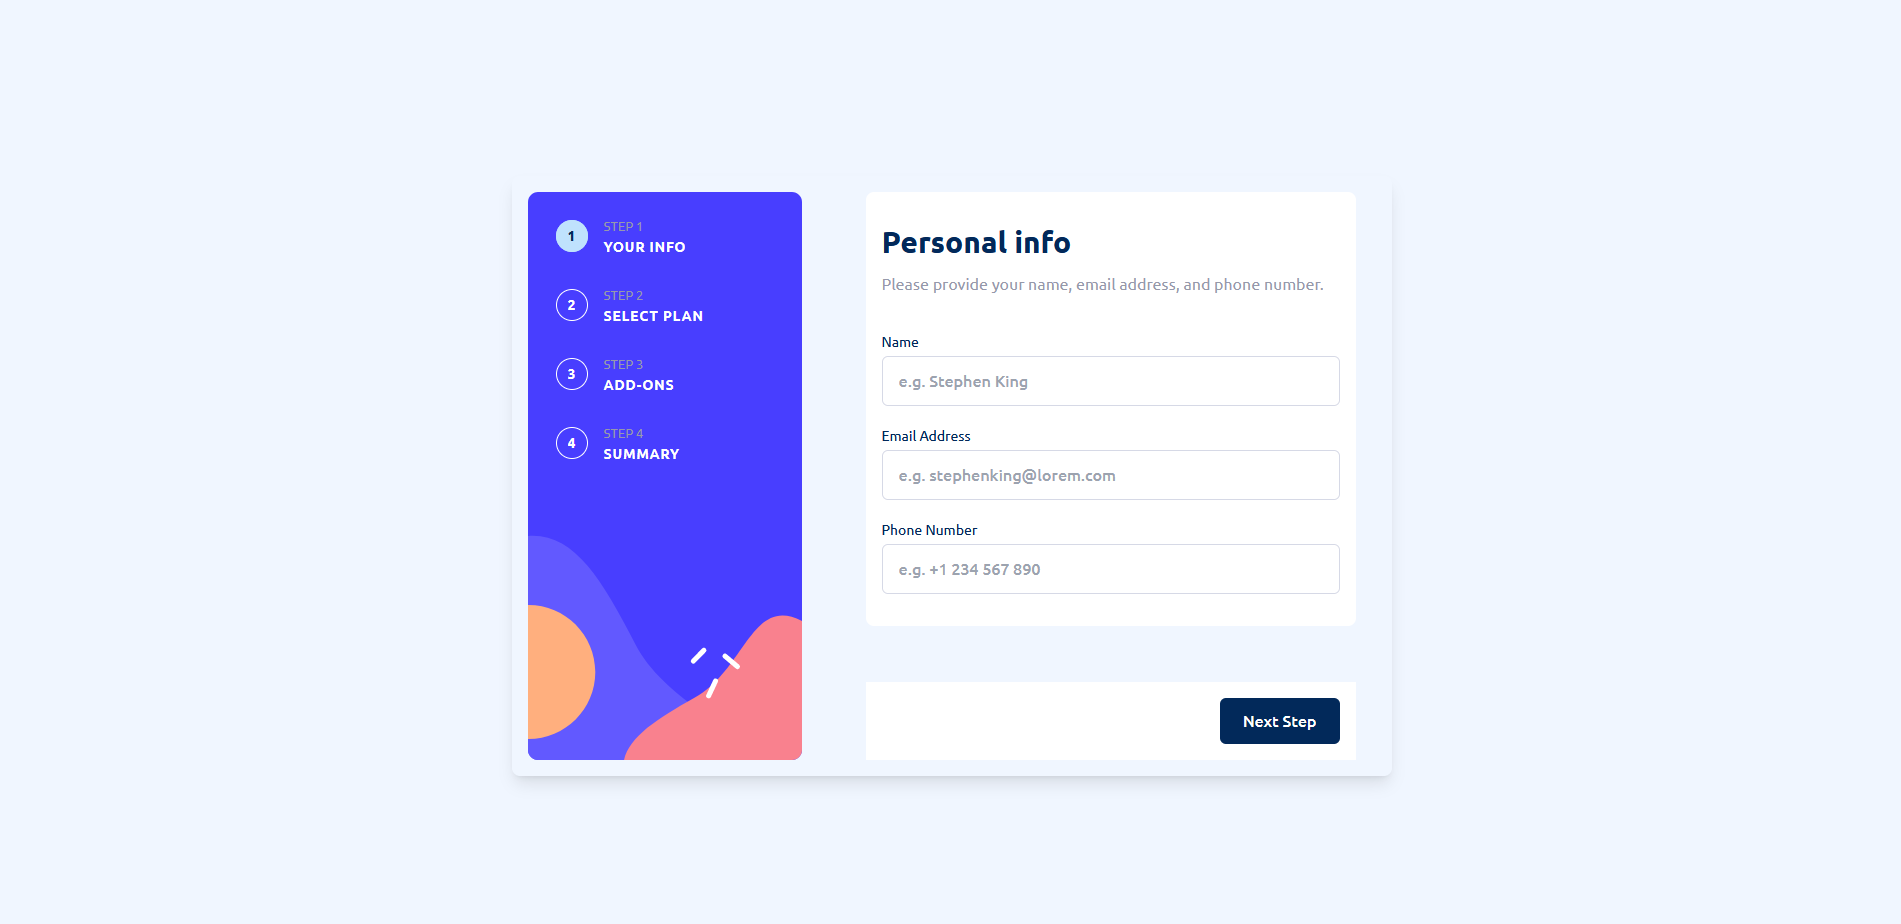 1
STEP 1
YOUR INFO
2
STEP 2
SELECT PLAN
3
STEP 3
ADD-ONS
4
STEP 4
SUMMARY
Personal info
Please provide your name, email address, and phone number.
Name
e.g. Stephen King
Email Address
e.g. stephenking@lorem.com
Phone Number
e.g. +1 234 567 890
Next Step